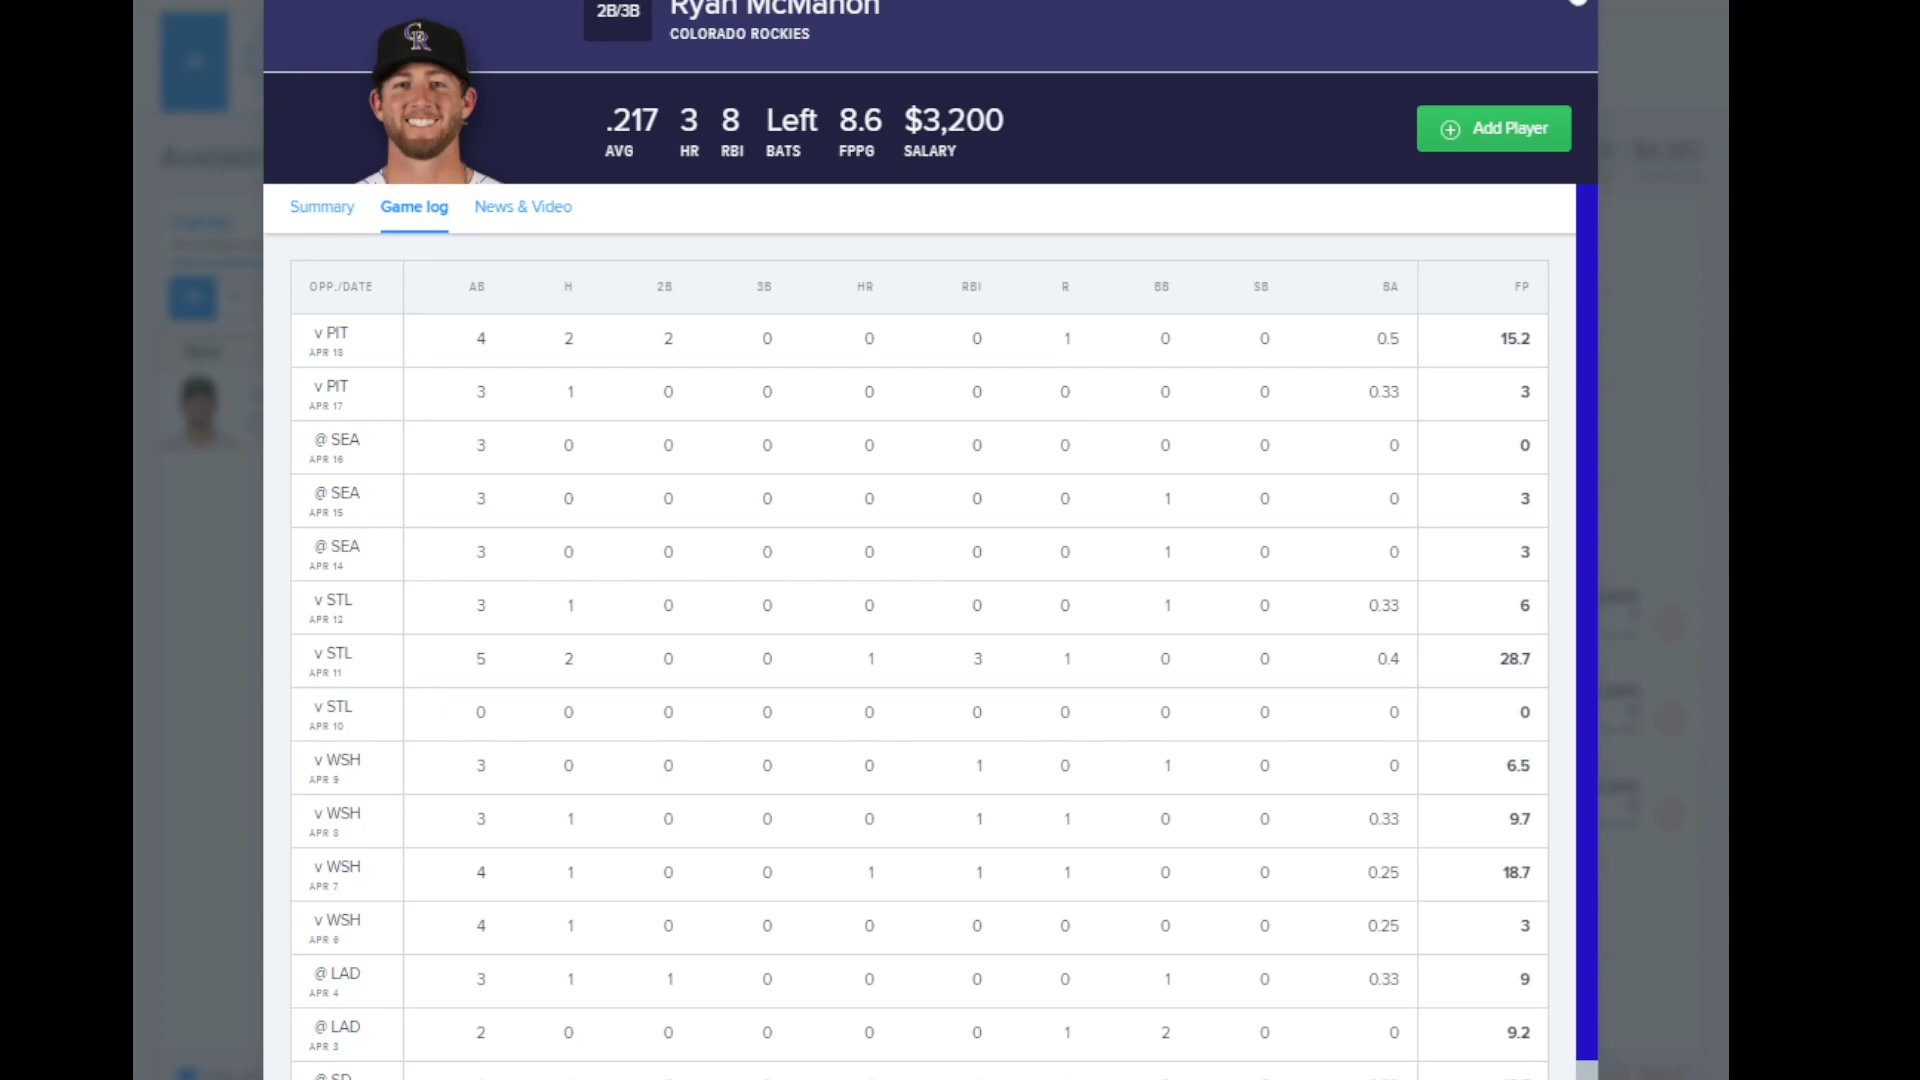 2B/3B
Ryan McMahon
COLORADO ROCKIES
.217 3 8 Left 8.6 $3,200
AVG HR RBI BATS FPPG SALARY
Add Player
Summary Game log News & Video
OPP./DATE AB H 2B 3B HR RBI R BB SB BA FP
v PIT 4 2 2 0 0 0 1 0 0 0.5 15.2
APR 18
v PIT 3 1 0 0 0 0 0 0 0 0.33 3
APR 17
@ SEA 3 0 0 0 0 0 0 0 0 0 0
APR 16
@ SEA 3 0 0 0 0 0 0 1 0 0 3
APR 15
@ SEA 3 0 0 0 0 0 0 1 0 0 3
APR 14
v STL 3 1 0 0 0 0 0 1 0 0.33 6
APR 12
v STL 5 2 0 0 1 3 1 0 0 0.4 28.7
APR 11
v STL 0 0 0 0 0 0 0 0 0 0 0
APR 10
v WSH 3 0 0 0 0 1 0 1 0 0 6.5
APR 9
v WSH 3 1 0 0 0 1 1 0 0 0.33 9.7
APR 8
v WSH 4 1 0 0 1 1 1 0 0 0.25 18.7
APR 7
v WSH 4 1 0 0 0 0 0 0 0 0.25 3
APR 6
@ LAD 3 1 1 0 0 0 0 1 0 0.33 9
APR 4
@ LAD 2 0 0 0 0 0 1 2 0 0 9.2
APR 3
@ SD